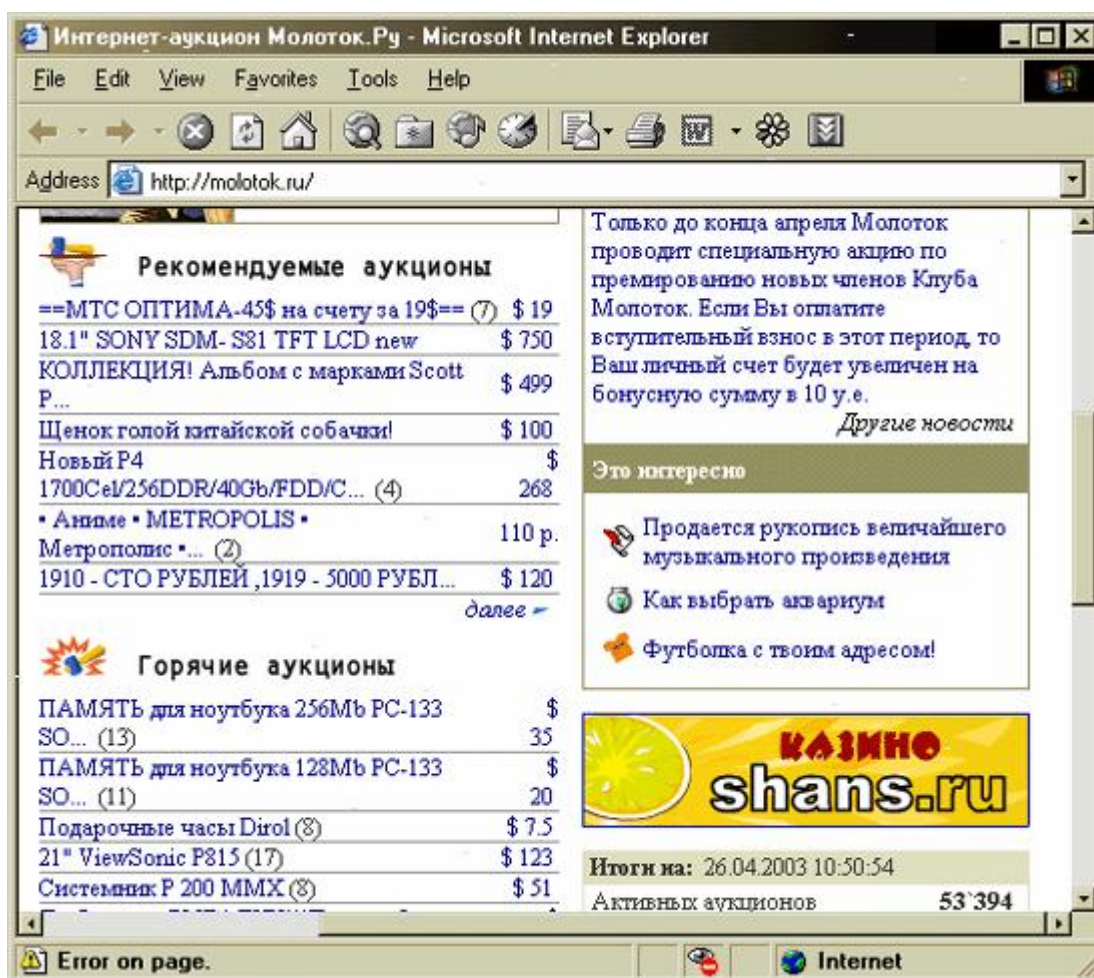 Интернет-аукцион Молоток.Ру - Microsoft Internet Explorer
File Edit View Favorites Tools Help
Address http://molotok.ru/
Рекомендуемые аукционы
==МТС ОПТИМА-45$ на счету за 19$== (7) $ 19
18.1" SONY SDM- S81 TFT LCD new $ 750
КОЛЛЕКЦИЯ! Альбом с марками Scott
P... $ 499
Щенок голой китайской собачки! $ 100
Новый P4 $
1700Cel/256DDR/40Gb/FDD/C... (4) 268
• Аниме • METROPOLIS •
Метрополис •... (2) 110 р.
1910 - СТО РУБЛЕЙ ,1919 - 5000 РУБЛ... $ 120
далее
Горячие аукционы
ПАМЯТЬ для ноутбука 256Mb PC-133 $
SO... (13) 35
ПАМЯТЬ для ноутбука 128Mb PC-133 $
SO... (11) 20
Подарочные часы Dirol (8) $ 7.5
21" ViewSonic P815 (17) $ 123
Системник P 200 MMX (8) $ 51
Только до конца апреля Молоток
проводит специальную акцию по
премированию новых членов Клуба
Молоток. Если Вы оплатите
вступительный взнос в этот период, то
Ваш личный счет будет увеличен на
бонусную сумму в 10 у.е.
Другие новости
Это интересно
Продается рукопись величайшего
музыкального произведения
Как выбрать аквариум
Футболка с твоим адресом!
КАЗИНО
shans.ru
Итоги на: 26.04.2003 10:50:54
Активных аукционов 53`394
Error on page.
Internet